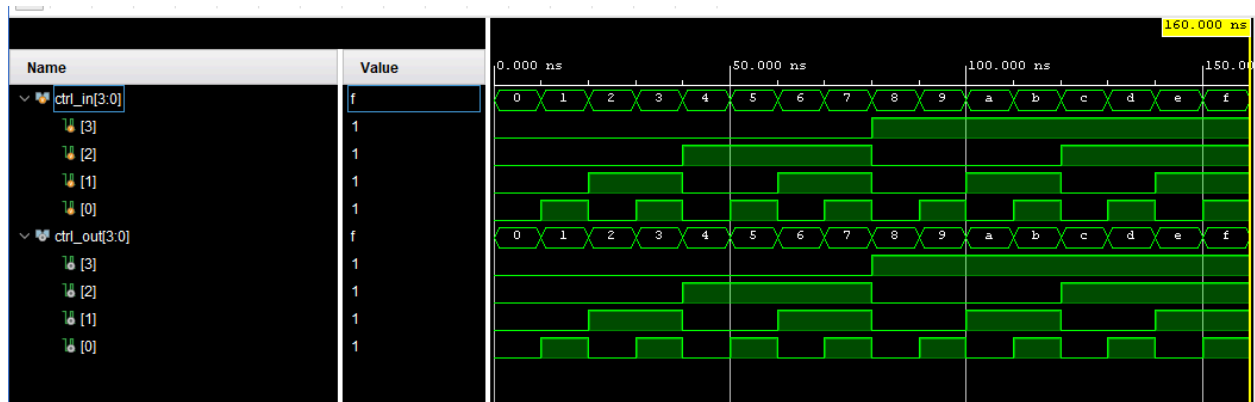 160.000 ns
Name Value 0.000 ns 50.000 ns 100.000 ns 150.00
ctrl_in[3:0] f 0 1 2 3 4 5 6 7 8 9 a b c d e f
[3] 1
[2] 1
[1] 1
[0] 1
ctrl_out[3:0] f 0 1 2 3 4 5 6 7 8 9 a b c d e f
[3] 1
[2] 1
[1] 1
[0] 1